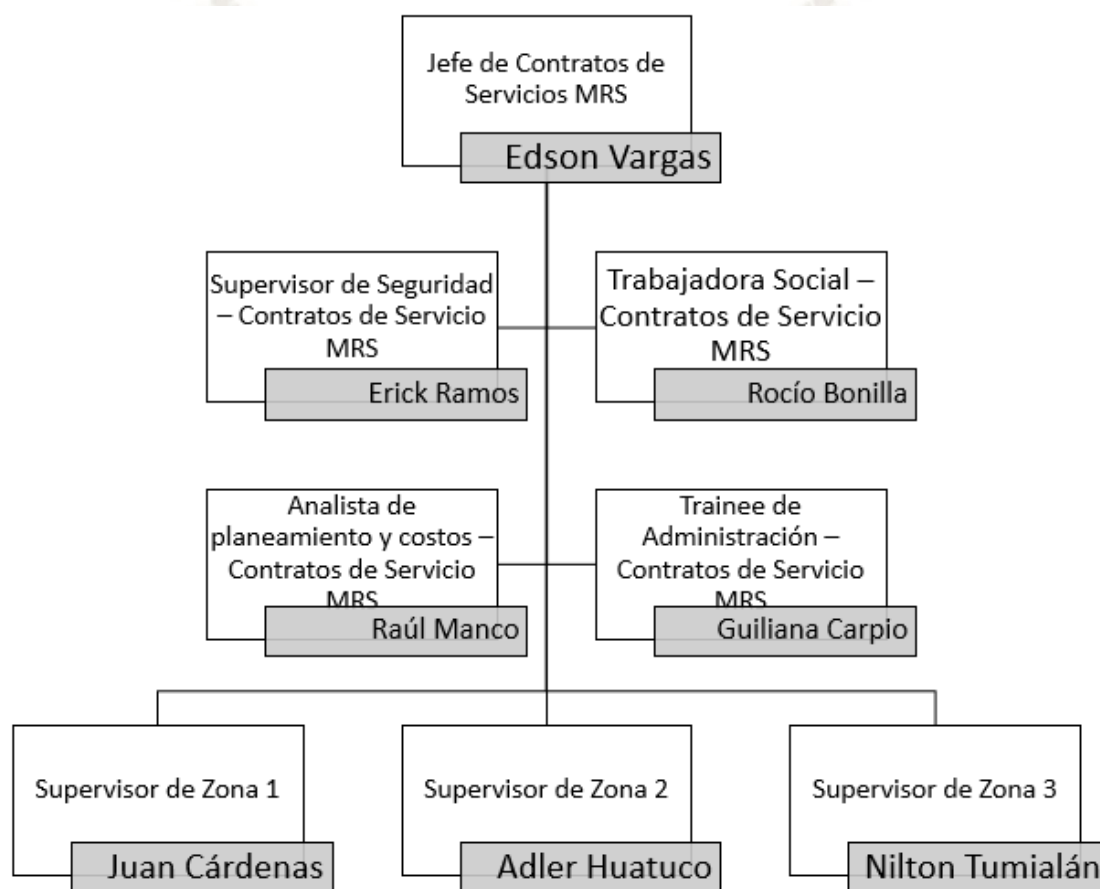 Jefe de Contratos de
Servicios MRS
Edson Vargas
Supervisor de Seguridad
– Contratos de Servicio
MRS
Erick Ramos
Trabajadora Social –
Contratos de Servicio
MRS
Rocío Bonilla
Analista de
planeamiento y costos –
Contratos de Servicio
MRS
Raúl Manco
Trainee de
Administración –
Contratos de Servicio
MRS
Guiliana Carpio
Supervisor de Zona 1
Juan Cárdenas
Supervisor de Zona 2
Adler Huatuco
Supervisor de Zona 3
Nilton Tumialán